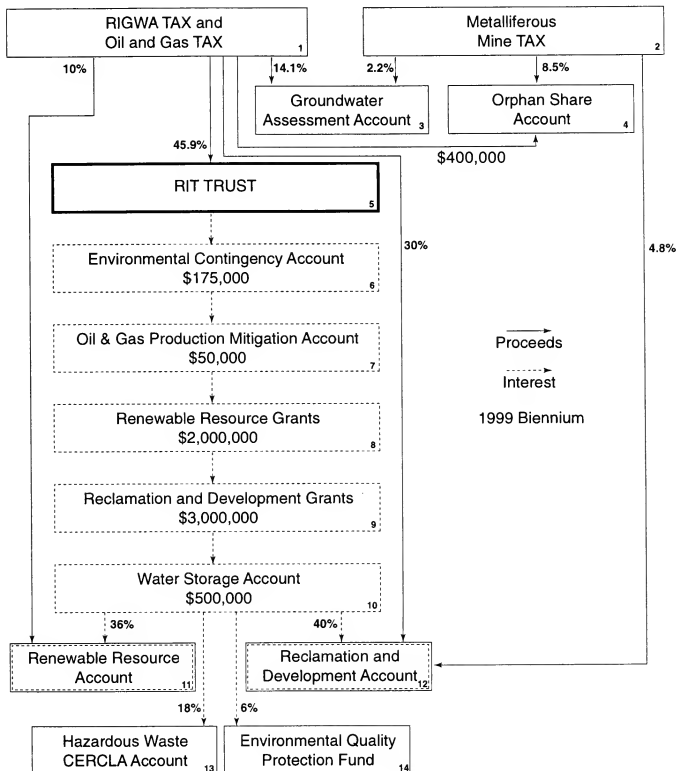 RIGWA TAX and
Oil and Gas TAX
1
Metalliferous
Mine TAX
2
10%
14.1%
2.2%
8.5%
Groundwater
Assessment Account 3
Orphan Share
Account 4
45.9%
$400,000
RIT TRUST
5
30%
4.8%
Environmental Contingency Account
$175,000
6
Oil & Gas Production Mitigation Account
$50,000
7
Proceeds
Interest
1999 Biennium
Renewable Resource Grants
$2,000,000
8
Reclamation and Development Grants
$3,000,000
9
Water Storage Account
$500,000
10
36%
40%
Renewable Resource
Account
11
Reclamation and
Development Account 12
18%
6%
Hazardous Waste
CERCLA Account 13
Environmental Quality
Protection Fund 14